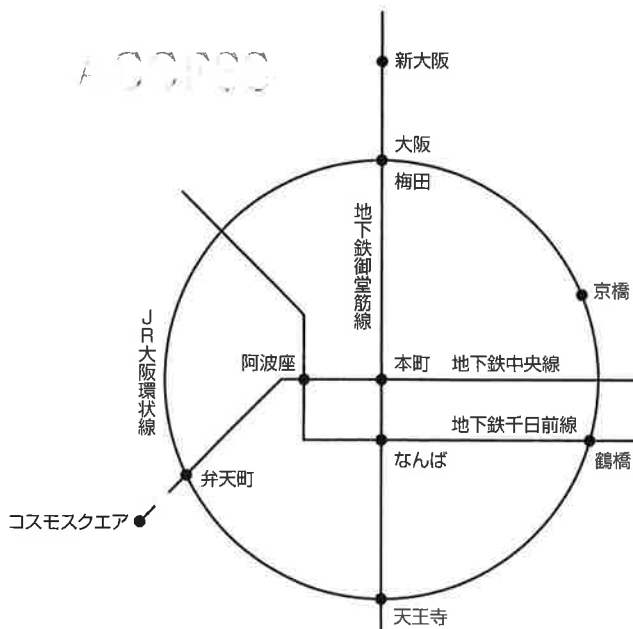 新大阪
大阪
梅田
地下鉄御堂筋線
京橋
JR大阪環状線
阿波座
本町
地下鉄中央線
地下鉄千日前線
なんば
鶴橋
弁天町
コスモスクエア
天王寺